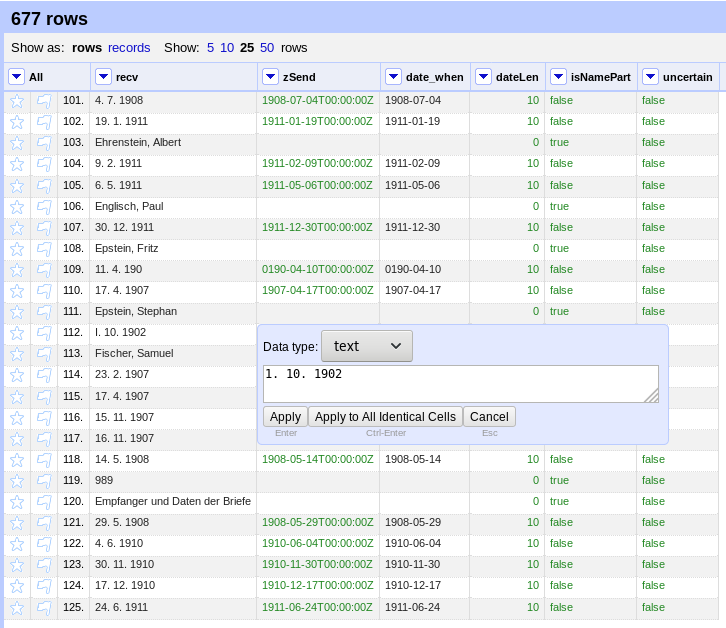 677 rows
Show as: rows records Show: 5 10 25 50 rows
All recv zSend date_when dateLen isNamePart uncertain
101. 4. 7. 1908 1908-07-04T00:00:00Z 1908-07-04 10 false false
102. 19. 1. 1911 1911-01-19T00:00:00Z 1911-01-19 10 false false
103. Ehrenstein, Albert 0 true false
104. 9. 2. 1911 1911-02-09T00:00:00Z 1911-02-09 10 false false
105. 6. 5. 1911 1911-05-06T00:00:00Z 1911-05-06 10 false false
106. Englisch, Paul 0 true false
107. 30. 12. 1911 1911-12-30T00:00:00Z 1911-12-30 10 false false
108. Epstein, Fritz 0 true false
109. 11. 4. 190 0190-04-10T00:00:00Z 0190-04-10 10 false false
110. 17. 4. 1907 1907-04-17T00:00:00Z 1907-04-17 10 false false
111. Epstein, Stephan 0 true false
112. I. 10. 1902
113. Fischer, Samuel
114. 23. 2. 1907
115. 17. 4. 1907
116. 15. 11. 1907
117. 16. 11. 1907
Data type: text
1. 10. 1902
Apply Apply to All Identical Cells Cancel
Enter Ctrl-Enter Esc
118. 14. 5. 1908 1908-05-14T00:00:00Z 1908-05-14 10 false false
119. 989 0 true false
120. Empfanger und Daten der Briefe 0 true false
121. 29. 5. 1908 1908-05-29T00:00:00Z 1908-05-29 10 false false
122. 4. 6. 1910 1910-06-04T00:00:00Z 1910-06-04 10 false false
123. 30. 11. 1910 1910-11-30T00:00:00Z 1910-11-30 10 false false
124. 17. 12. 1910 1910-12-17T00:00:00Z 1910-12-17 10 false false
125. 24. 6. 1911 1911-06-24T00:00:00Z 1911-06-24 10 false false